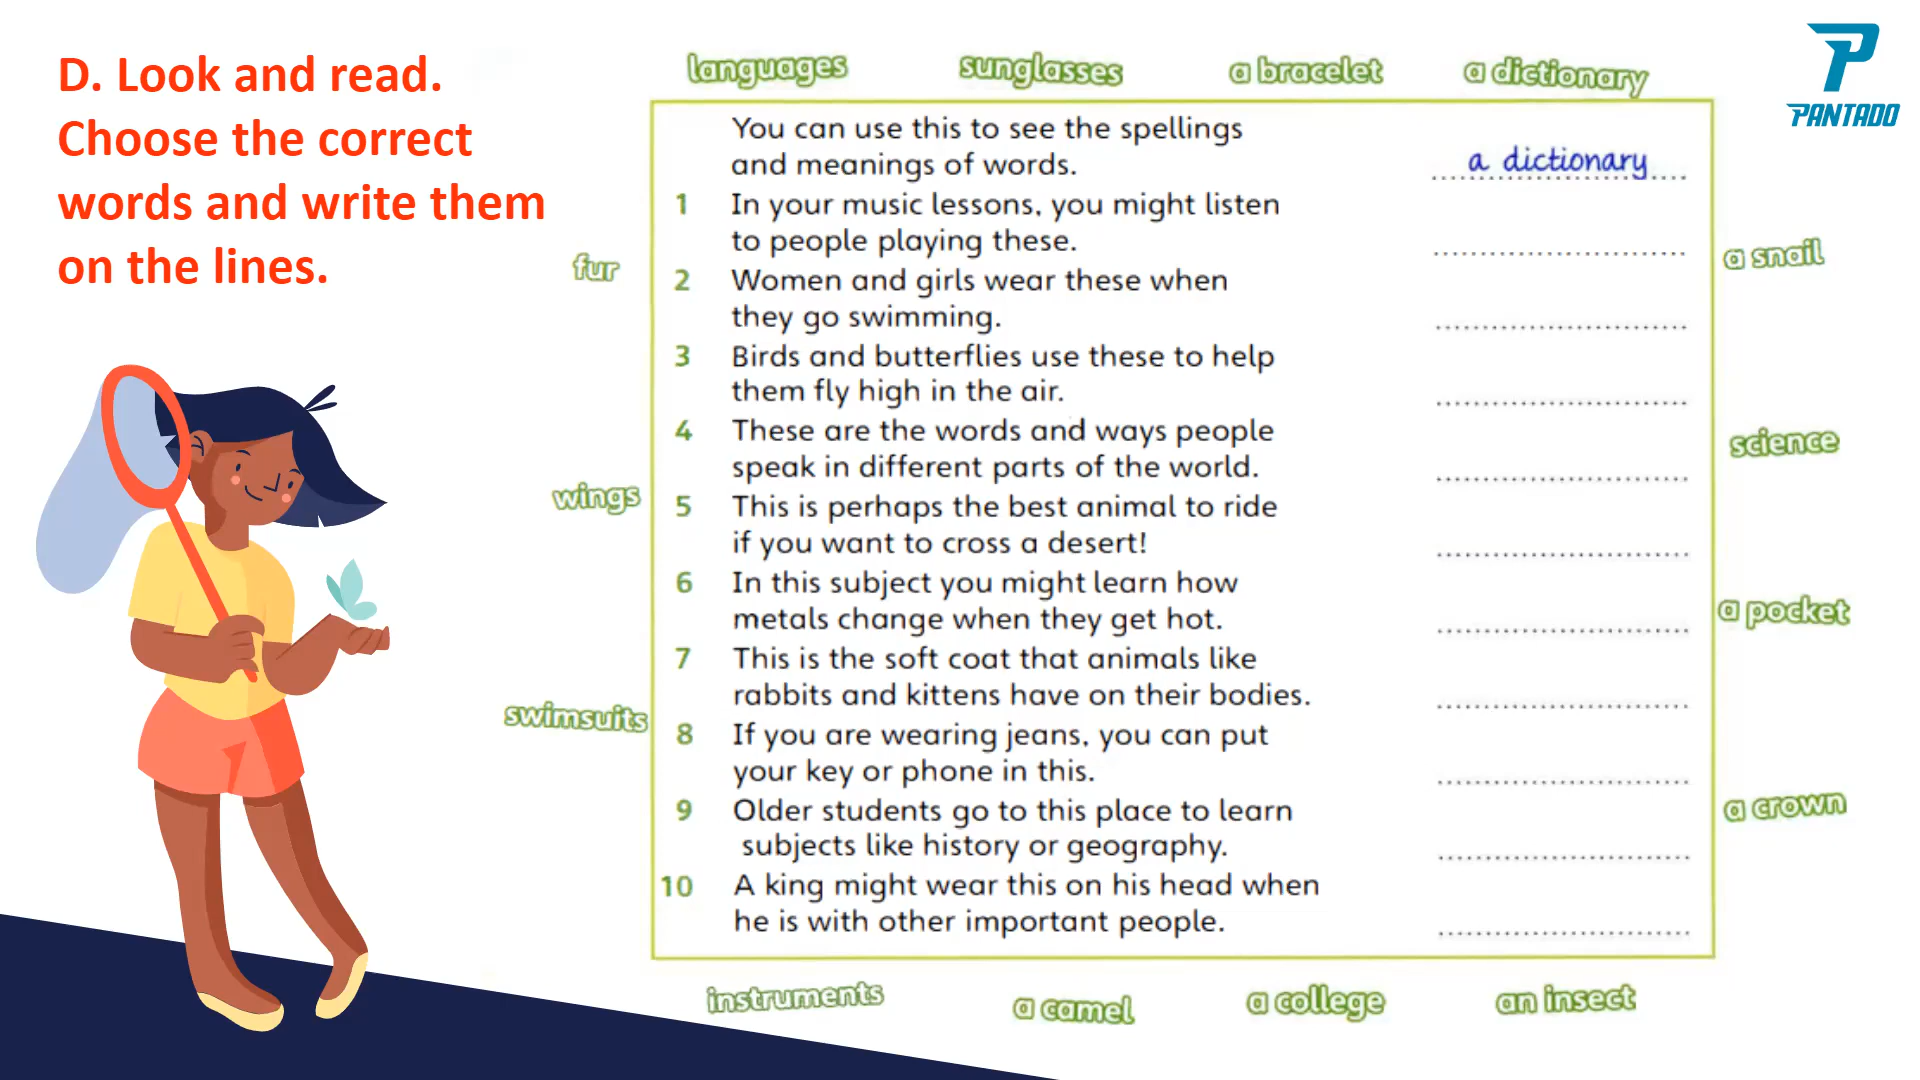 D. Look and read.
Choose the correct
words and write them
on the lines.
PANTADO
languages sunglasses a bracelet a dictionary
You can use this to see the spellings
and meanings of words. a dictionary
1 In your music lessons, you might listen
to people playing these.
2 Women and girls wear these when
they go swimming.
3 Birds and butterflies use these to help
them fly high in the air.
4 These are the words and ways people
speak in different parts of the world.
5 This is perhaps the best animal to ride
if you want to cross a desert!
6 In this subject you might learn how
metals change when they get hot.
7 This is the soft coat that animals like
rabbits and kittens have on their bodies.
8 If you are wearing jeans, you can put
your key or phone in this.
9 Older students go to this place to learn
subjects like history or geography.
10 A king might wear this on his head when
he is with other important people.
fur
wings
swimsuits
a snail
science
a pocket
a crown
instruments a camel a college an insect